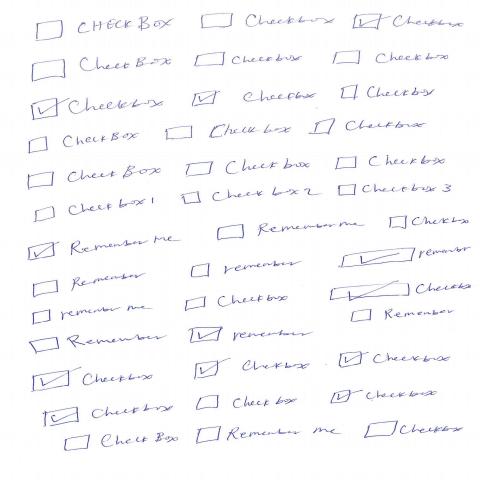 ☐ CHECKBOX ☐ Checkbox ☑ Checkbox
☐ CheckBox ☐ Checkbox ☐ Checkbox
☑ Checkbox ☑ Checkbox ☐ Checkbox
☐ CheckBox ☐ Checkbox ☐ Checkbox
☐ CheckBox ☐ Checkbox ☐ Checkbox
☐ Checkbox 1 ☐ Checkbox 2 ☐ Checkbox 3
☑ Remember me ☐ Remember me ☐ Checkbox
☐ Remember ☐ remember ☑ remember
☐ remember me ☐ Checkbox ☑ Checkbox
☐ Remember ☑ remember ☐ Remember
☑ Checkbox ☑ Checkbox ☑ Checkbox
☑ Checkbox ☐ Checkbox ☑ Checkbox
☐ Check Box ☐ Remember me ☐ Checkbox